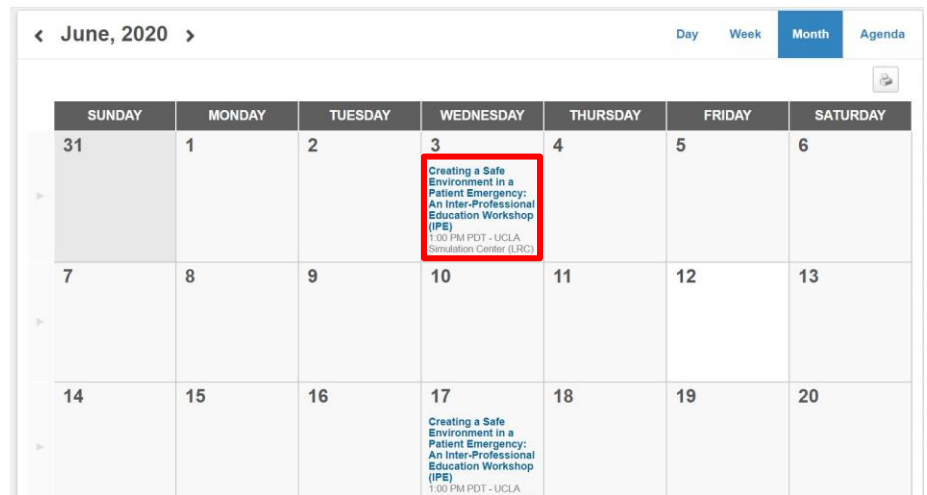 June, 2020
Day Week Month Agenda
SUNDAY MONDAY TUESDAY WEDNESDAY THURSDAY FRIDAY SATURDAY
31 1 2 3 4 5 6
Creating a Safe
Environment in a
Patient Emergency:
An Inter-Professional
Education Workshop
(IPE)
1:00 PM PDT - UCLA
Simulation Center (LRC)
7 8 9 10 11 12 13
14 15 16 17 18 19 20
Creating a Safe
Environment in a
Patient Emergency:
An Inter-Professional
Education Workshop
(IPE)
1:00 PM PDT - UCLA